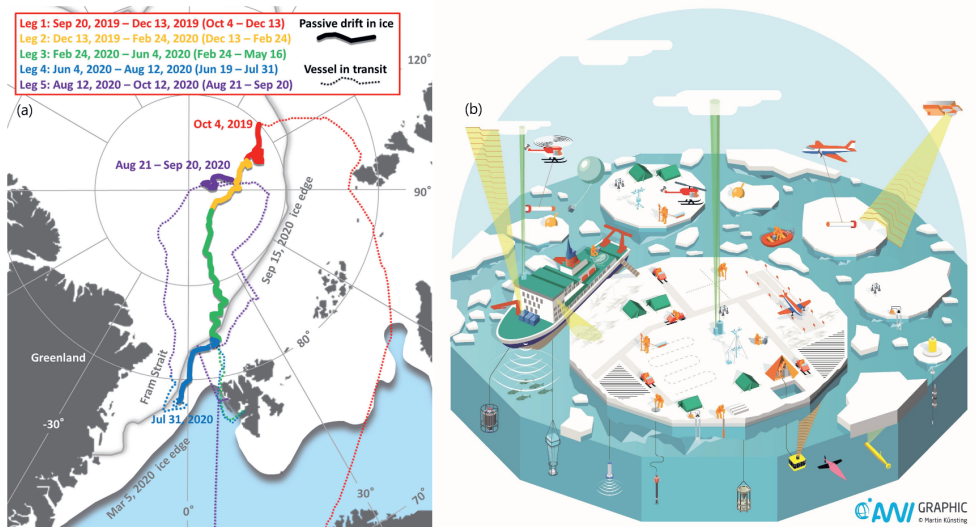 Leg 1: Sep 20, 2019 – Dec 13, 2019 (Oct 4 – Dec 13)
Leg 2: Dec 13, 2019 – Feb 24, 2020 (Dec 13 – Feb 24)
Leg 3: Feb 24, 2020 – Jun 4, 2020 (Feb 24 – May 16)
Leg 4: Jun 4, 2020 – Aug 12, 2020 (Jun 19 – Jul 31)
Leg 5: Aug 12, 2020 – Oct 12, 2020 (Aug 21 – Sep 20)
Passive drift in ice
Vessel in transit
(a)
120°
Oct 4, 2019
Aug 21 – Sep 20, 2020
90°
Sep 15, 2020 ice edge
80°
Greenland
Fram Strait
-30°
Jul 31, 2020
Mar 5, 2020 ice edge
0°
30°
70°
(b)
AWI
GRAPHIC
© Martin Künsting